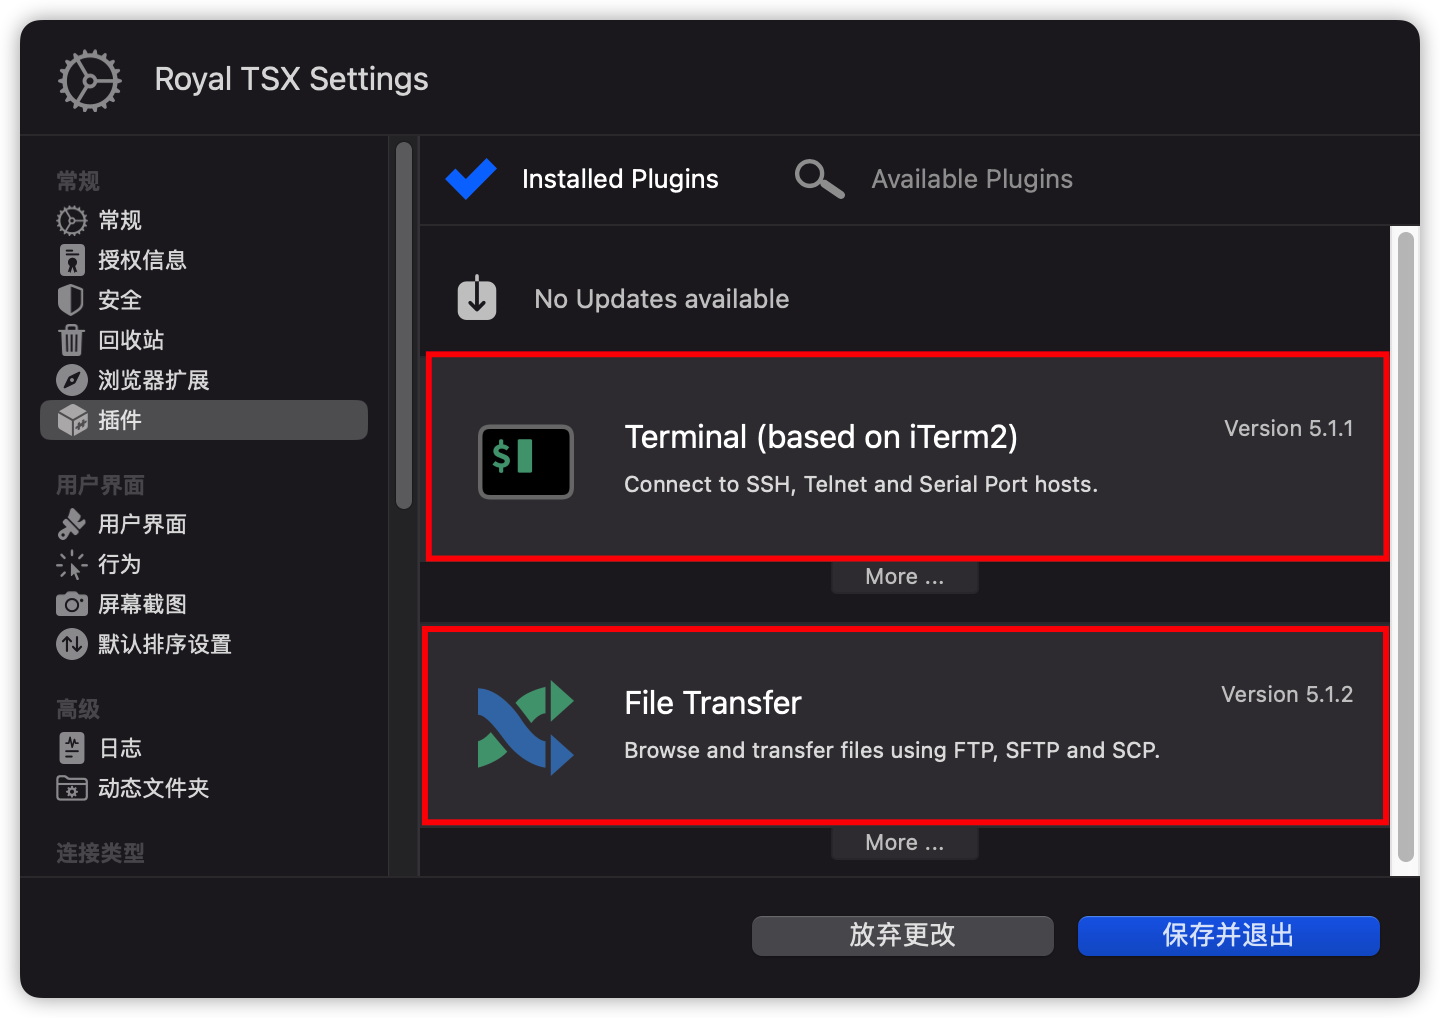 Royal TSX Settings
常规
常规
授权信息
安全
回收站
浏览器扩展
插件
用户界面
用户界面
行为
屏幕截图
默认排序设置
高级
日志
动态文件夹
连接类型
Installed Plugins
Available Plugins
No Updates available
$
Terminal (based on iTerm2)
Version 5.1.1
Connect to SSH, Telnet and Serial Port hosts.
More ...
File Transfer
Version 5.1.2
Browse and transfer files using FTP, SFTP and SCP.
More ...
放弃更改
保存并退出